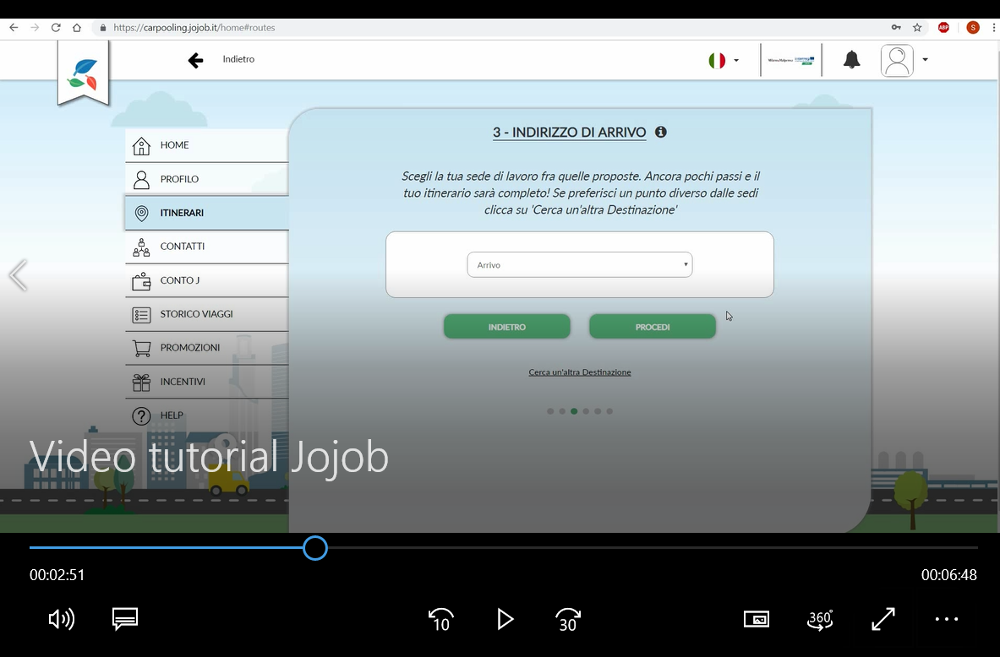 https://carpooling.jojob.it/home#routes
ABP
S
Indietro
HOME
PROFILO
ITINERARI
CONTATTI
CONTO J
STORICO VIAGGI
PROMOZIONI
INCENTIVI
HELP
3 - INDIRIZZO DI ARRIVO
Scegli la tua sede di lavoro fra quelle proposte. Ancora pochi passi e il
tuo itinerario sarà completo! Se preferisci un punto diverso dalle sedi
clicca su 'Cerca un'altra Destinazione'
Arrivo
INDIETRO
PROCEDI
Cerca un'altra Destinazione
Video tutorial Jojob
00:02:51
00:06:48
10
30
360°